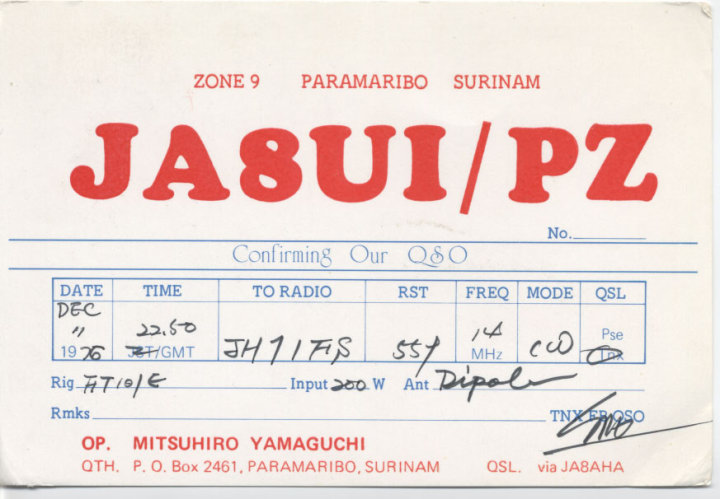 ZONE 9 PARAMARIBO SURINAM
JA8UI/PZ
No.
Confirming Our QSO
DATE TIME TO RADIO RST FREQ MODE QSL
DEC 〃 1976 22.50 JST/GMT 559 14 MHz CW Pse Tnx
Rig FT101E Input 200 W Ant Dipole
Rmks TNX FB QSO
OP. MITSUHIRO YAMAGUCHI
QTH. P. O. Box 2461, PARAMARIBO, SURINAM QSL. via JA8AHA